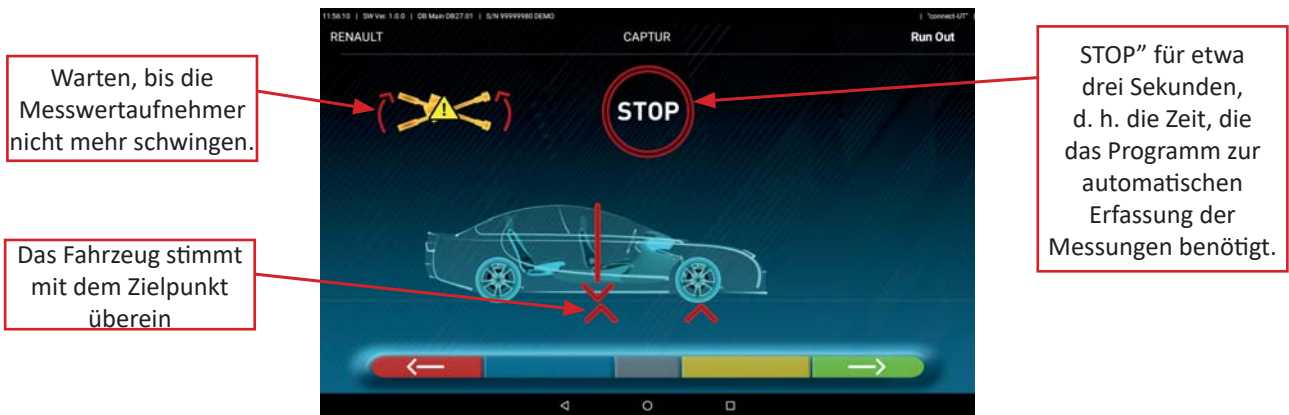 11:56:10 | SW Ver. 1.0.0 | DB Main DB27.01 | S/N 99999980 DEMO | "connect-UT" |
RENAULT CAPTUR Run Out
Warten, bis die
Messwertaufnehmer
nicht mehr schwingen.
STOP
STOP” für etwa
drei Sekunden,
d. h. die Zeit, die
das Programm zur
automatischen
Erfassung der
Messungen benötigt.
Das Fahrzeug stimmt
mit dem Zielpunkt
überein